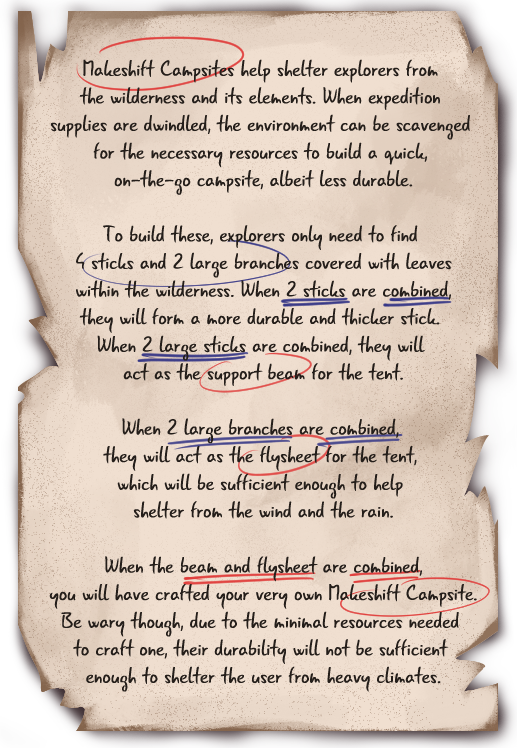 Makeshift Campsites help shelter explorers from
the wilderness and its elements. When expedition
supplies are dwindled, the environment can be scavenged
for the necessary resources to build a quick,
on-the-go campsite, albeit less durable.
To build these, explorers only need to find
4 sticks and 2 large branches covered with leaves
within the wilderness. When 2 sticks are combined,
they will form a more durable and thicker stick.
When 2 large sticks are combined, they will
act as the support beam for the tent.
When 2 large branches are combined,
they will act as the flysheet for the tent,
which will be sufficient enough to help
shelter from the wind and the rain.
When the beam and flysheet are combined,
you will have crafted your very own Makeshift Campsite.
Be wary though, due to the minimal resources needed
to craft one, their durability will not be sufficient
enough to shelter the user from heavy climates.